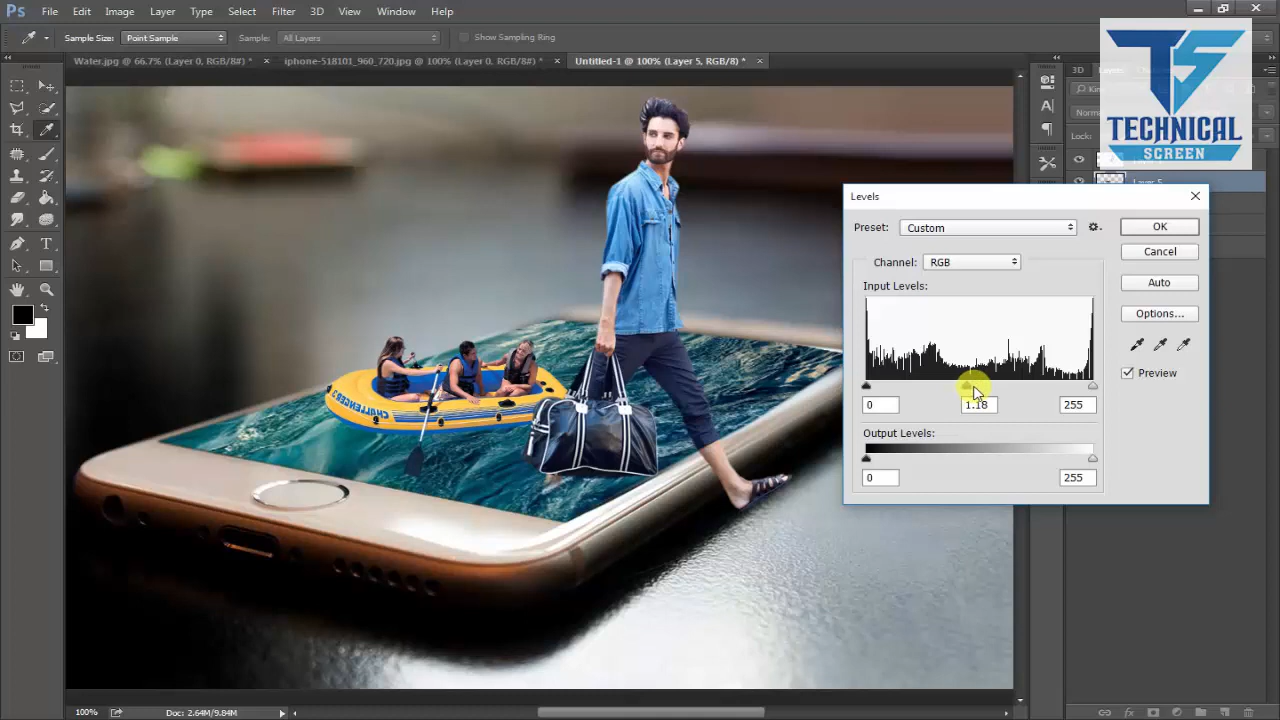 Ps File Edit Image Layer Type Select Filter 3D View Window Help
Sample Size: Point Sample Sample: All Layers Show Sampling Ring
Water.jpg @ 66.7% (Layer 0, RGB/8#) * × iphone-518101_960_720.jpg @ 100% (Layer 0, RGB/8#) * × Untitled-1 @ 100% (Layer 5, RGB/8) * ×
3D Layers
TECHNICAL
SCREEN
Lock:
Layer 5
Levels
Preset: Custom OK
Cancel
Channel: RGB
Auto
Input Levels:
Options...
Preview
0 1.18 255
Output Levels:
0 255
CHALLENGER 3
100% Doc: 2.64M/9.84M